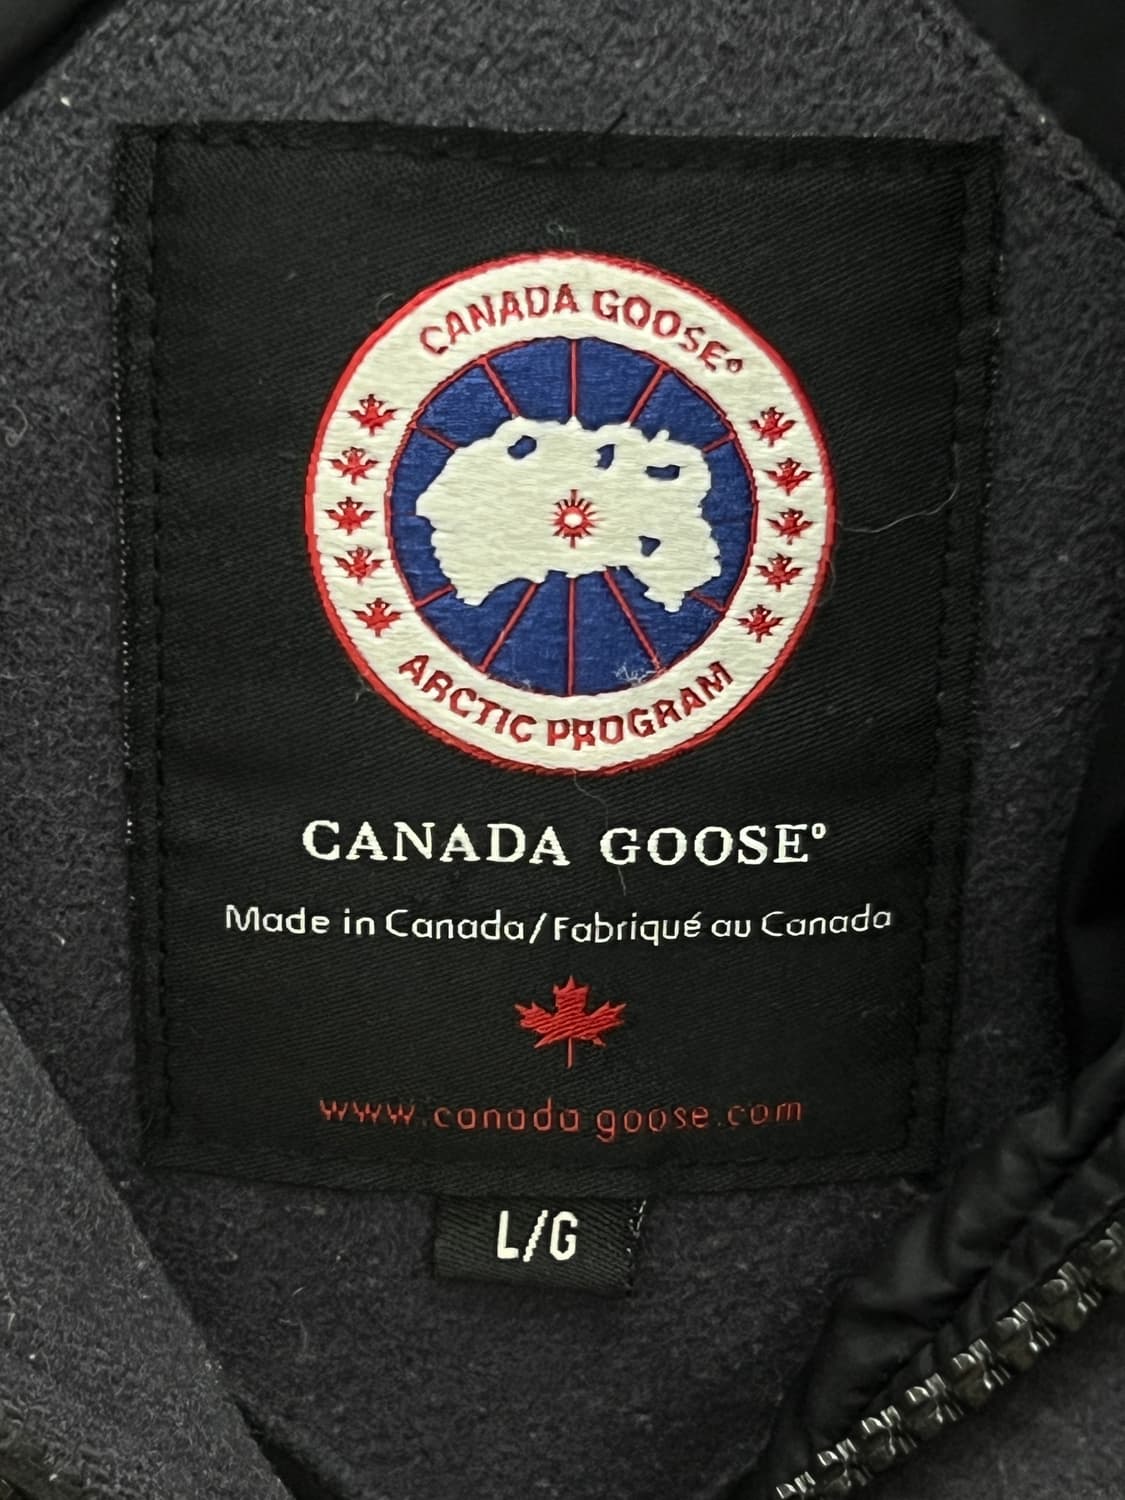 CANADA GOOSE®
ARCTIC PROGRAM
CANADA GOOSE®
Made in Canada/Fabriqué au Canada
www.canada goose.com
L/G